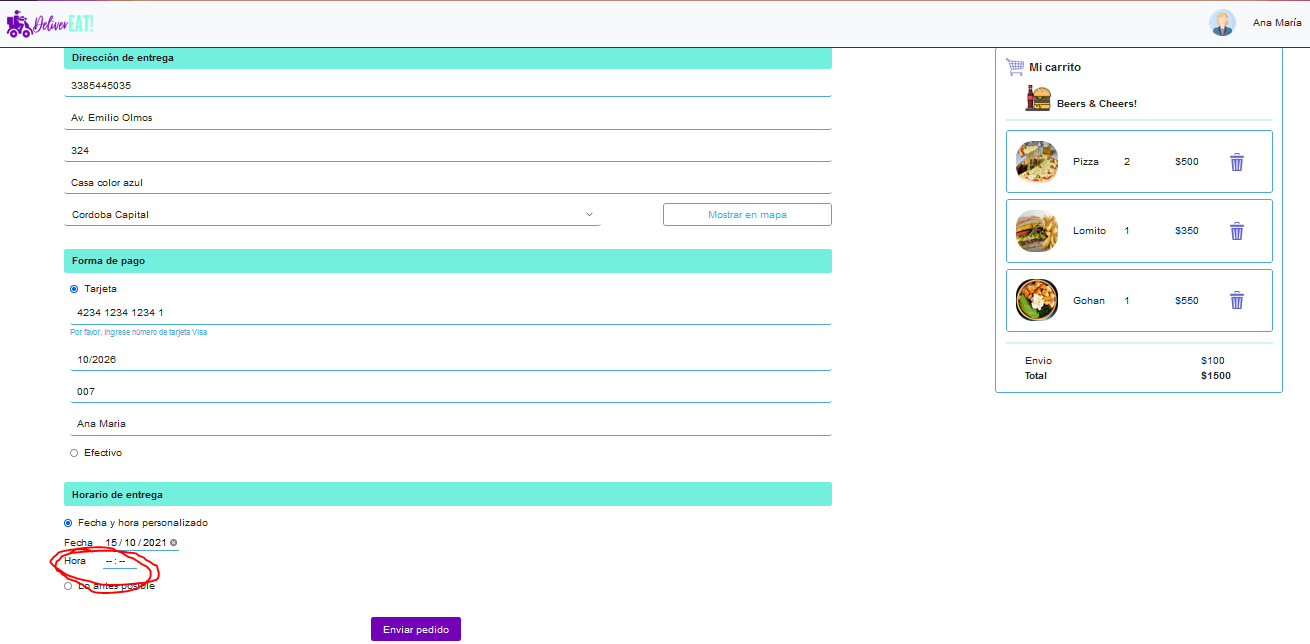 DeliverEAT!
Ana María
Dirección de entrega
3385445035
Av. Emilio Olmos
324
Casa color azul
Cordoba Capital
Mostrar en mapa
Forma de pago
Tarjeta
4234 1234 1234 1
Por favor, ingrese número de tarjeta Visa
10/2026
007
Ana Maria
Efectivo
Horario de entrega
Fecha y hora personalizado
Fecha 15/10/2021
Hora --:--
Lo antes posible
Enviar pedido
Mi carrito
Beers & Cheers!
Pizza 2 $500
Lomito 1 $350
Gohan 1 $550
Envio $100
Total $1500